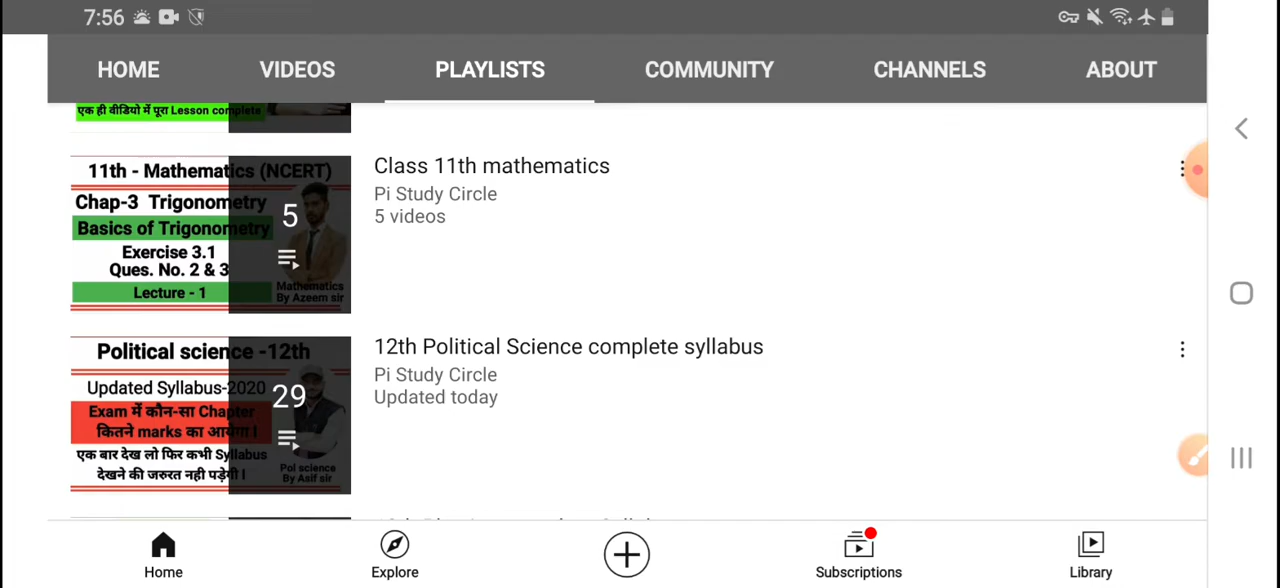 7:56
HOME VIDEOS PLAYLISTS COMMUNITY CHANNELS ABOUT
एक ही वीडियो में पूरा Lesson complete
11th - Mathematics (NCERT)
Chap-3 Trigonometry
Basics of Trigonometry
Exercise 3.1
Ques. No. 2 & 3
Lecture - 1
5
Mathematics
By Azeem sir
Class 11th mathematics
Pi Study Circle
5 videos
Political science -12th
Updated Syllabus-2020
Exam में कौन-सा Chapter
कितने marks का आयेगा।
एक बार देख लो फिर कभी Syllabus
देखने की जरुरत नही पड़ेगी।
29
Pol science
By Asif sir
12th Political Science complete syllabus
Pi Study Circle
Updated today
Home Explore Subscriptions Library